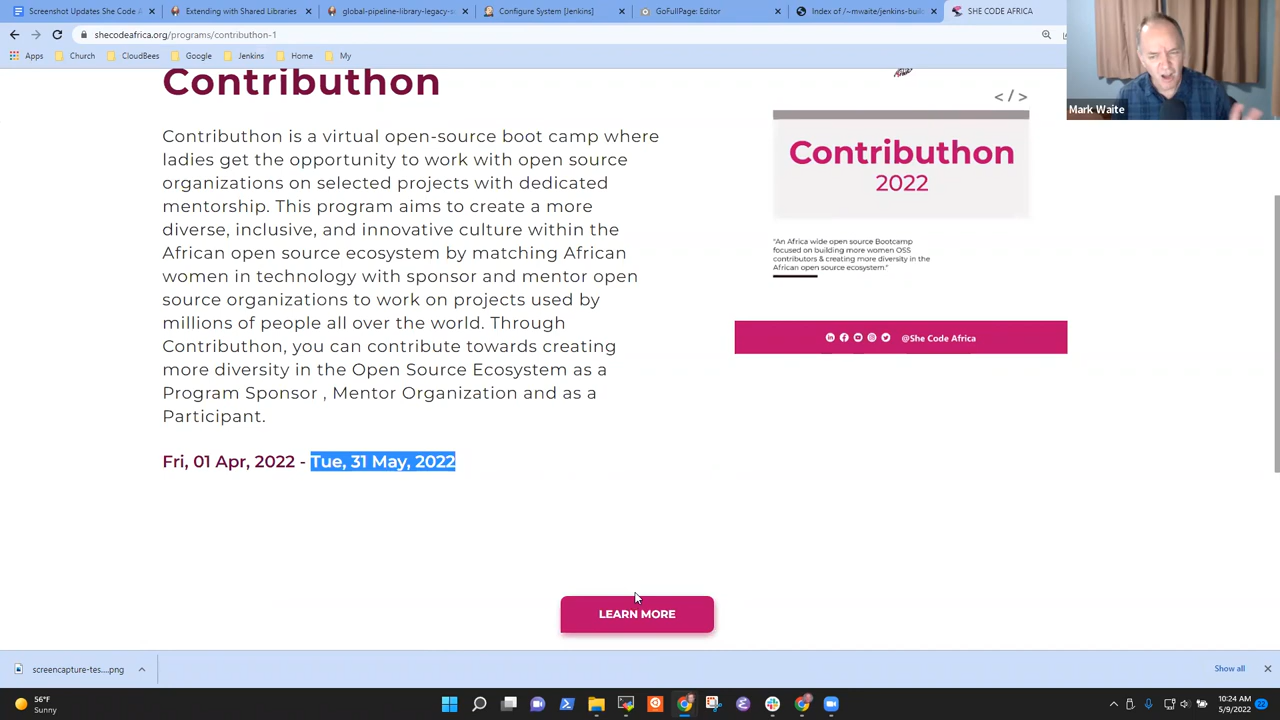 Screenshot Updates She Code A
Extending with Shared Libraries
global-pipeline-library-legacy-s
Configure System [Jenkins]
GoFullPage: Editor
Index of /~mwaite/jenkins-build
SHE CODE AFRICA
shecodeafrica.org/programs/contributhon-1
Apps
Church
CloudBees
Google
Jenkins
Home
My
Mark Waite
Contributhon
Contributhon is a virtual open-source boot camp where
ladies get the opportunity to work with open source
organizations on selected projects with dedicated
mentorship. This program aims to create a more
diverse, inclusive, and innovative culture within the
African open source ecosystem by matching African
women in technology with sponsor and mentor open
source organizations to work on projects used by
millions of people all over the world. Through
Contributhon, you can contribute towards creating
more diversity in the Open Source Ecosystem as a
Program Sponsor , Mentor Organization and as a
Participant.
Fri, 01 Apr, 2022 - Tue, 31 May, 2022
</>
Contributhon
2022
"An Africa wide open source Bootcamp
focused on building more women OSS
contributors & creating more diversity in the
African open source ecosystem."
@She Code Africa
LEARN MORE
screencapture-tes....png
Show all
56°F
Sunny
10:24 AM
5/9/2022